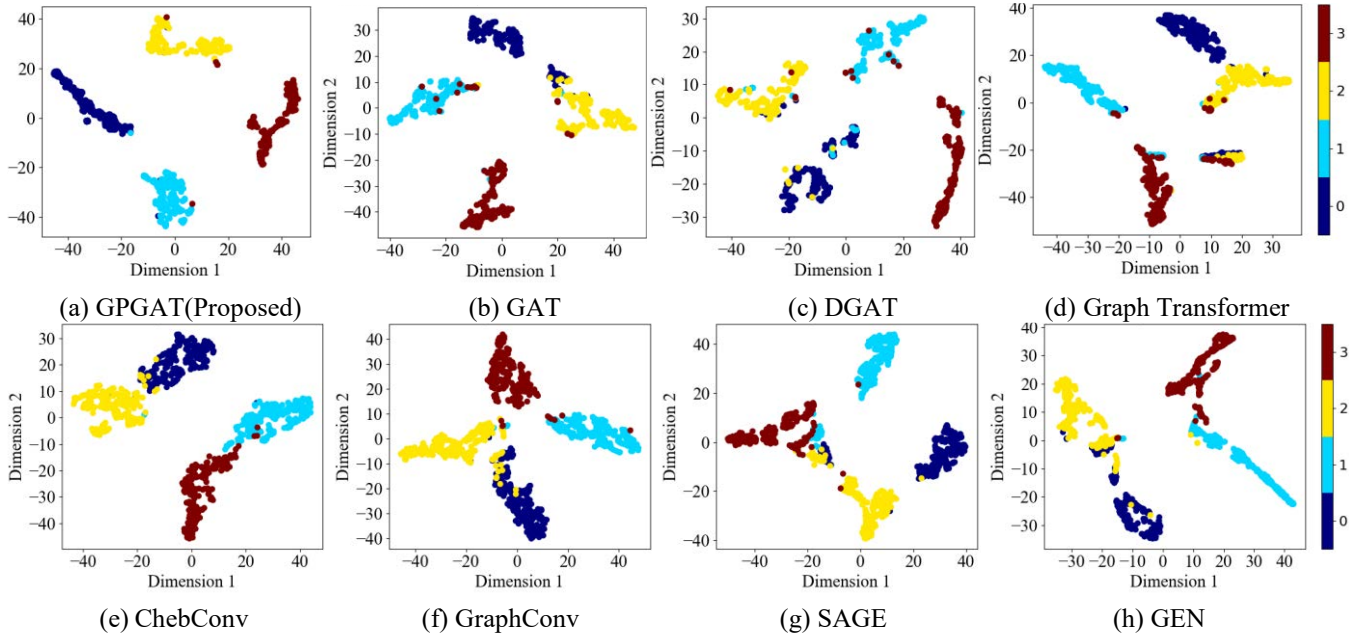 40
20
0
−20
−40
−40 −20 0 20 40
Dimension 1
Dimension 2
(a) GPGAT(Proposed)
30
20
10
0
−10
−20
−30
−40
−40 −20 0 20 40
Dimension 1
Dimension 2
(b) GAT
30
20
10
0
−10
−20
−30
−40 −20 0 20 40
Dimension 1
Dimension 2
(c) DGAT
40
20
0
−20
−40
−40 −20 −10 0 10 20 30
Dimension 1
Dimension 2
(d) Graph Transformer
3
2
1
0
30
20
10
0
−10
−20
−30
−40
−40 −20 0 20 40
Dimension 1
Dimension 2
(e) ChebConv
40
30
20
10
0
−10
−20
−30
−40
−40 −20 0 20 40
Dimension 1
Dimension 2
(f) GraphConv
40
20
0
−20
−40
−40 −20 0 20 40
Dimension 1
Dimension 2
(g) SAGE
40
30
20
10
0
−10
−20
−30
−30 −20 −10 0 10 20 30 40
Dimension 1
Dimension 2
(h) GEN
3
2
1
0